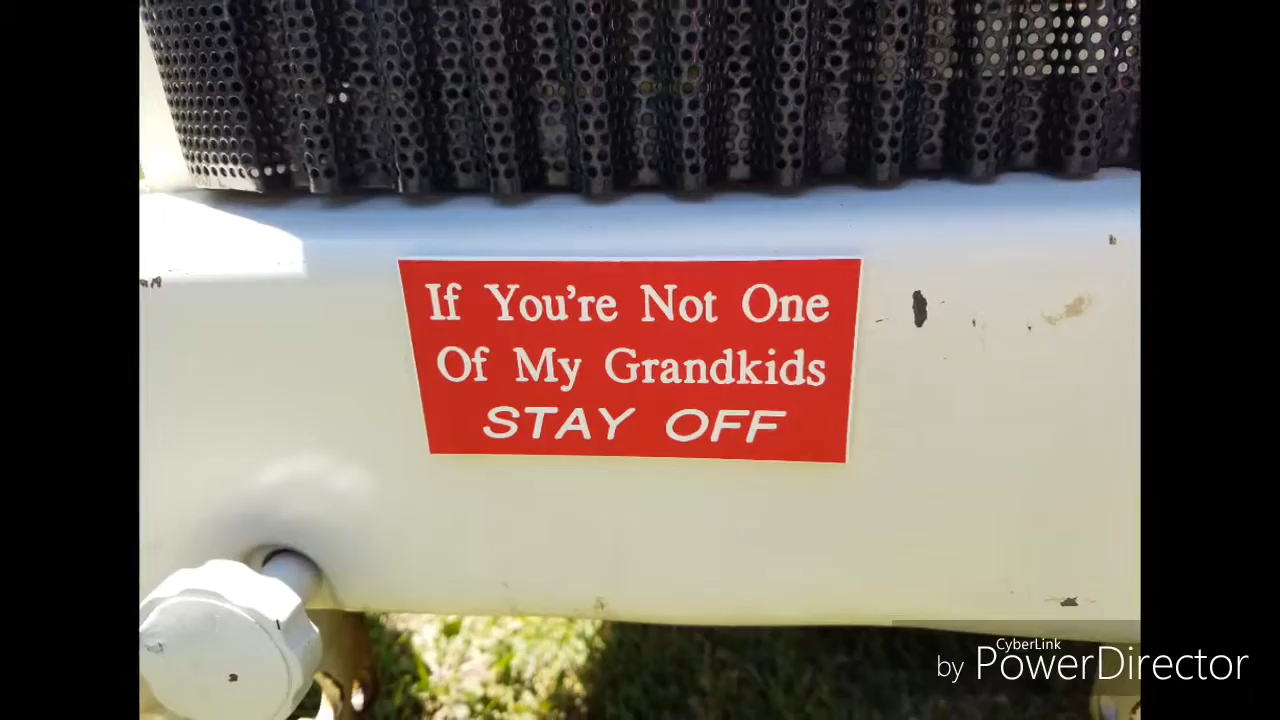 If You're Not One
Of My Grandkids
STAY OFF
CyberLink
by PowerDirector